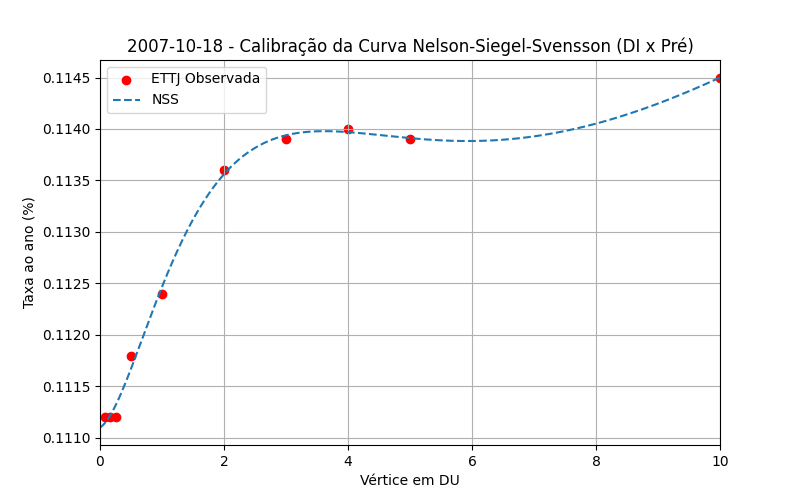 2007-10-18 - Calibração da Curva Nelson-Siegel-Svensson (DI x Pré)
ETTJ Observada
NSS
Taxa ao ano (%)
0.1145
0.1140
0.1135
0.1130
0.1125
0.1120
0.1115
0.1110
0 2 4 6 8 10
Vértice em DU